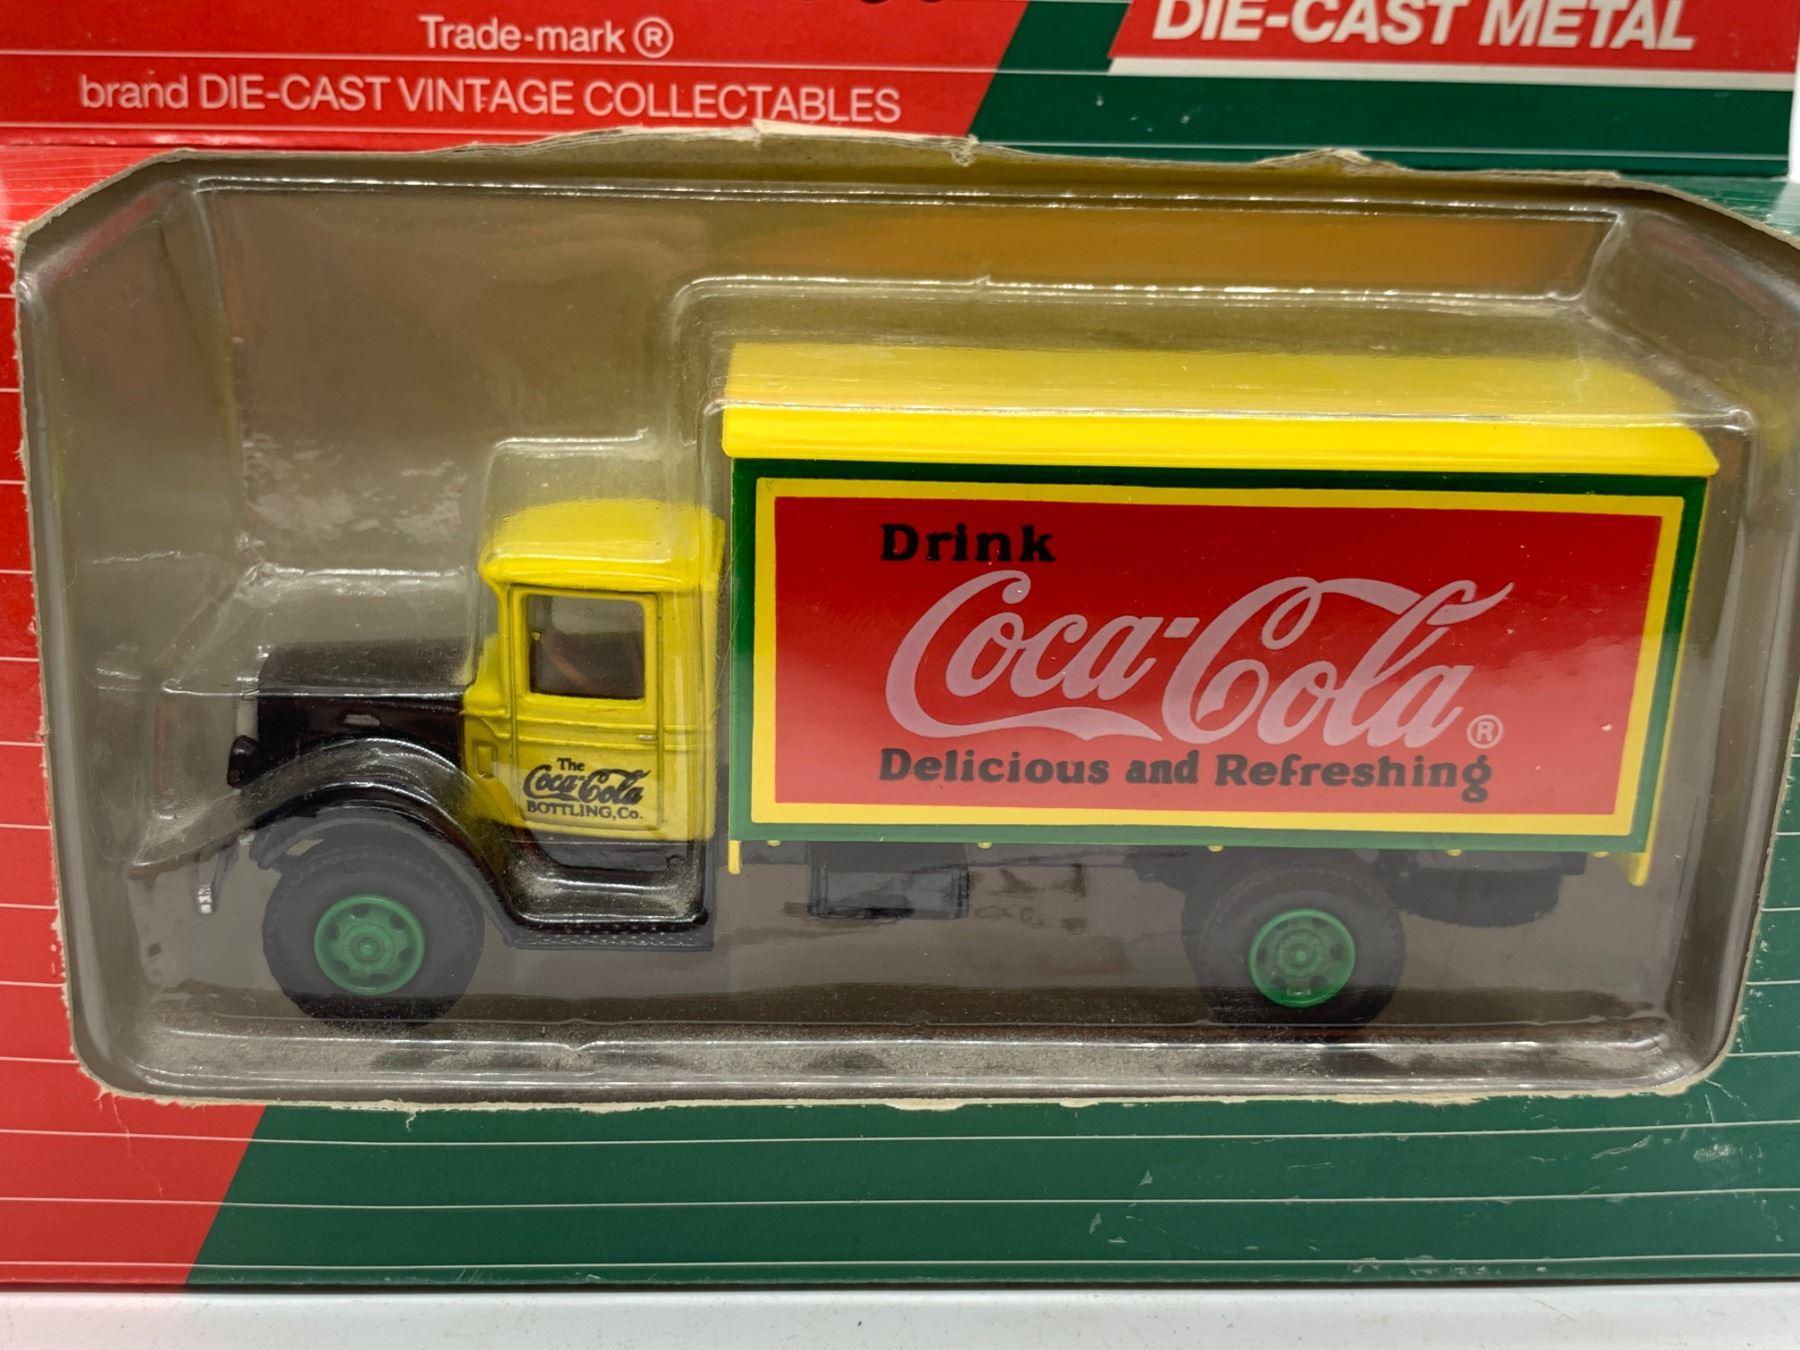 Trade-mark ®
brand DIE-CAST VINTAGE COLLECTABLES
DIE-CAST METAL
Drink
Coca-Cola ®
Delicious and Refreshing
The
Coca-Cola
BOTTLING, Co.